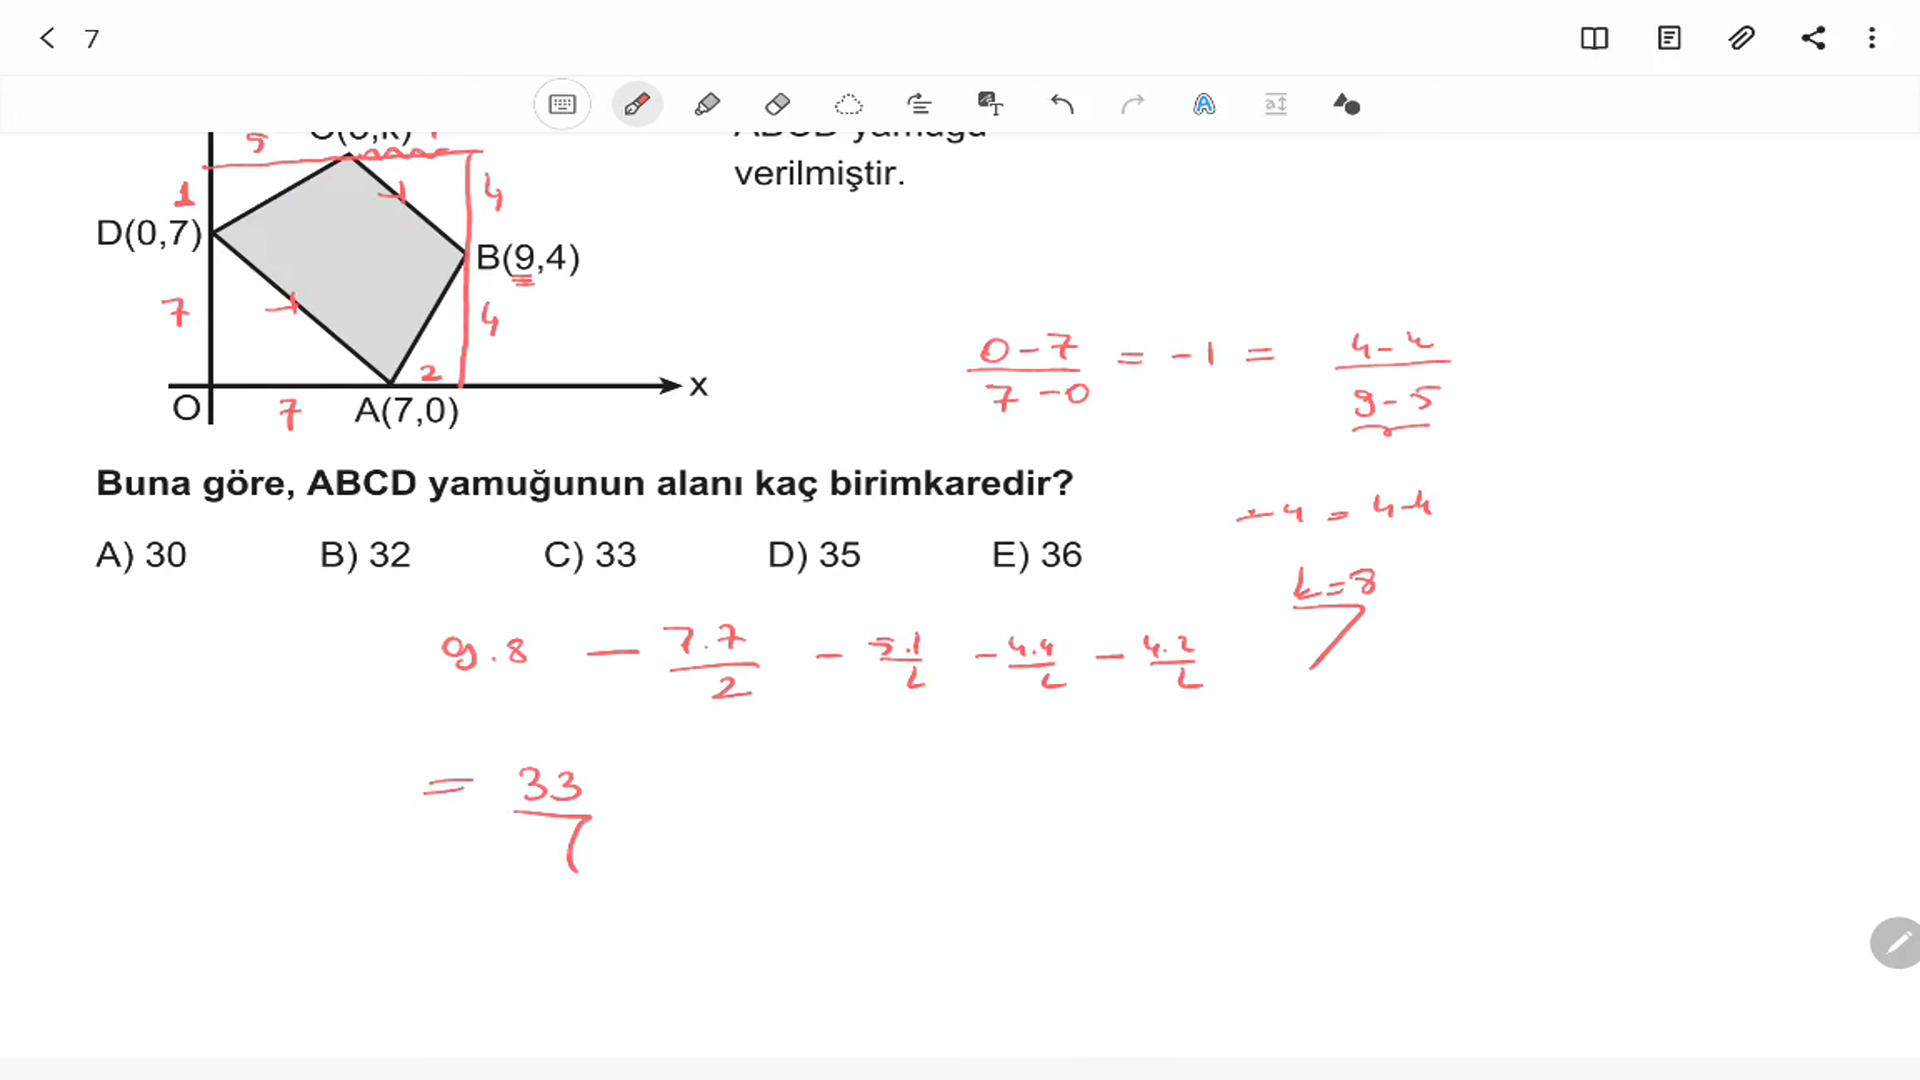 7
5
verilmiştir.
1
4
D(0,7)
B(9,4)
7
4
0-7 / 7-0 = -1 = 4-k / 9-5
2
x
O
7
A(7,0)
Buna göre, ABCD yamuğunun alanı kaç birimkaredir?
-4 = 4-k
A) 30 B) 32 C) 33 D) 35 E) 36
k=8
9.8 - 7.7/2 - 5.1/2 - 4.4/2 - 4.2/2
= 33